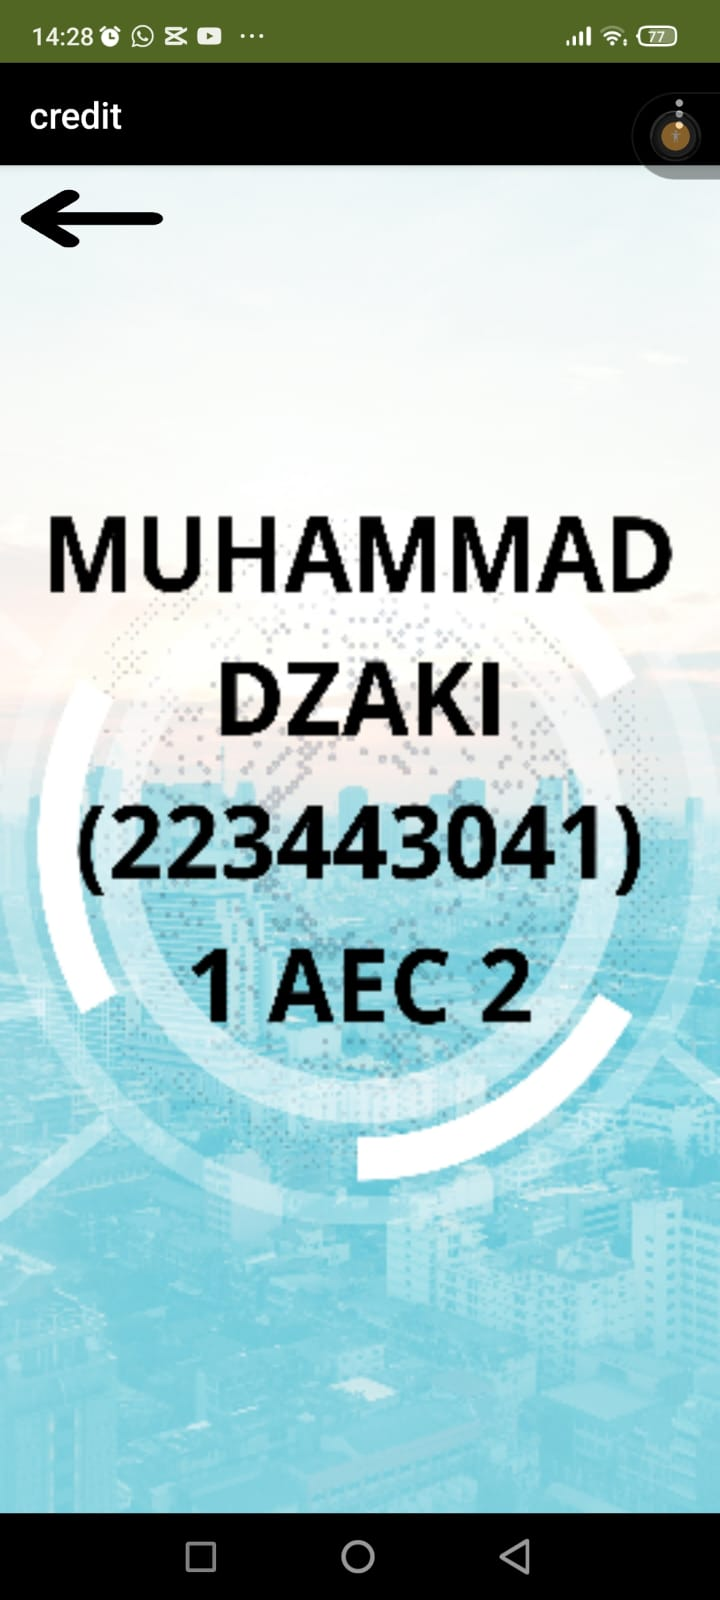 14:28 77
credit
MUHAMMAD
DZAKI
(223443041)
1 AEC 2